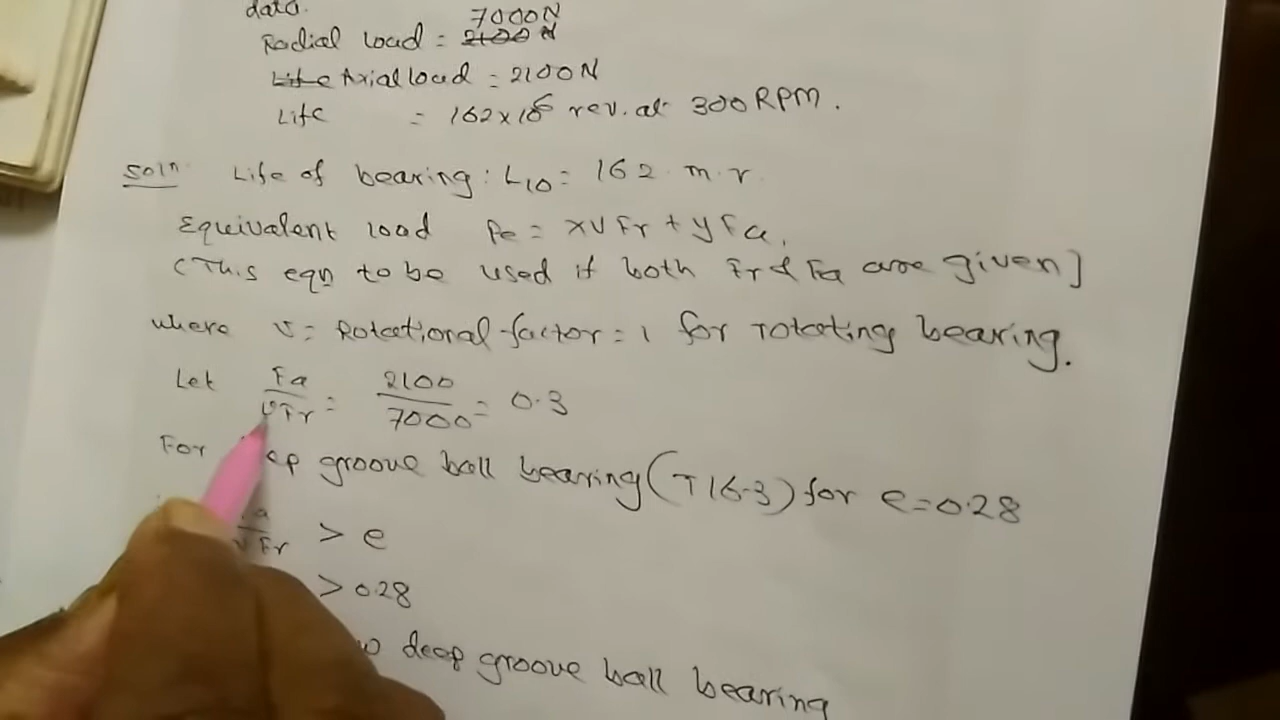 data.
7000N
Radial load = 2100 N
Life Axial load = 2100N
Life = 162x10⁶ rev. at 300 RPM.
Soln Life of bearing: L10 = 162 m.r
Equivalent load Pe = XVFr + yFa,
(This eqn to be used if both Fr & Fa are given]
where V = Rotational factor = 1 for rotating bearing.
Let Fa/VFr = 2100/7000 = 0.3
For groove ball bearing (T16.3) for e=0.28
VFr > e
> 0.28
deep groove ball bearing